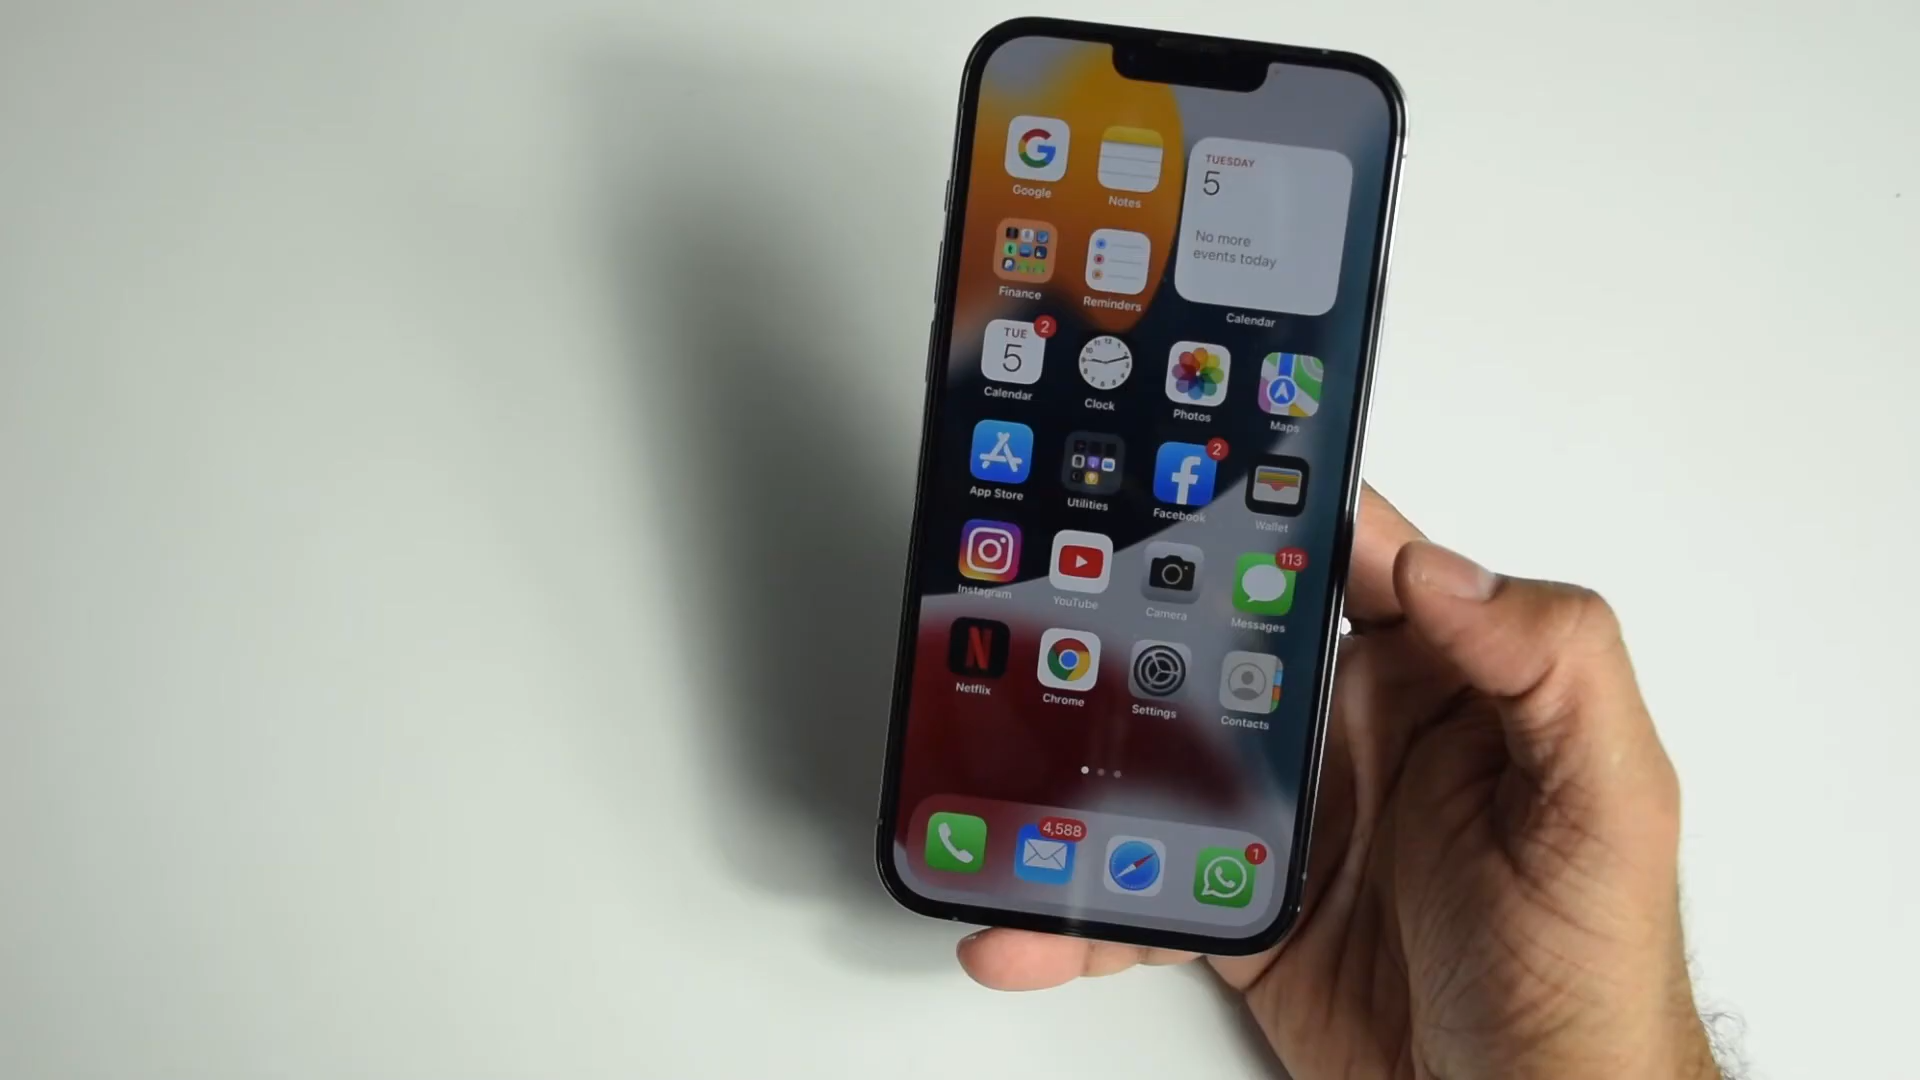 Google
Notes
TUESDAY
5
No more
events today
Calendar
Finance
Reminders
TUE
5
2
Calendar
Clock
Photos
Maps
App Store
Utilities
2
Facebook
Wallet
Instagram
YouTube
Camera
113
Messages
Netflix
Chrome
Settings
Contacts
4,588
1